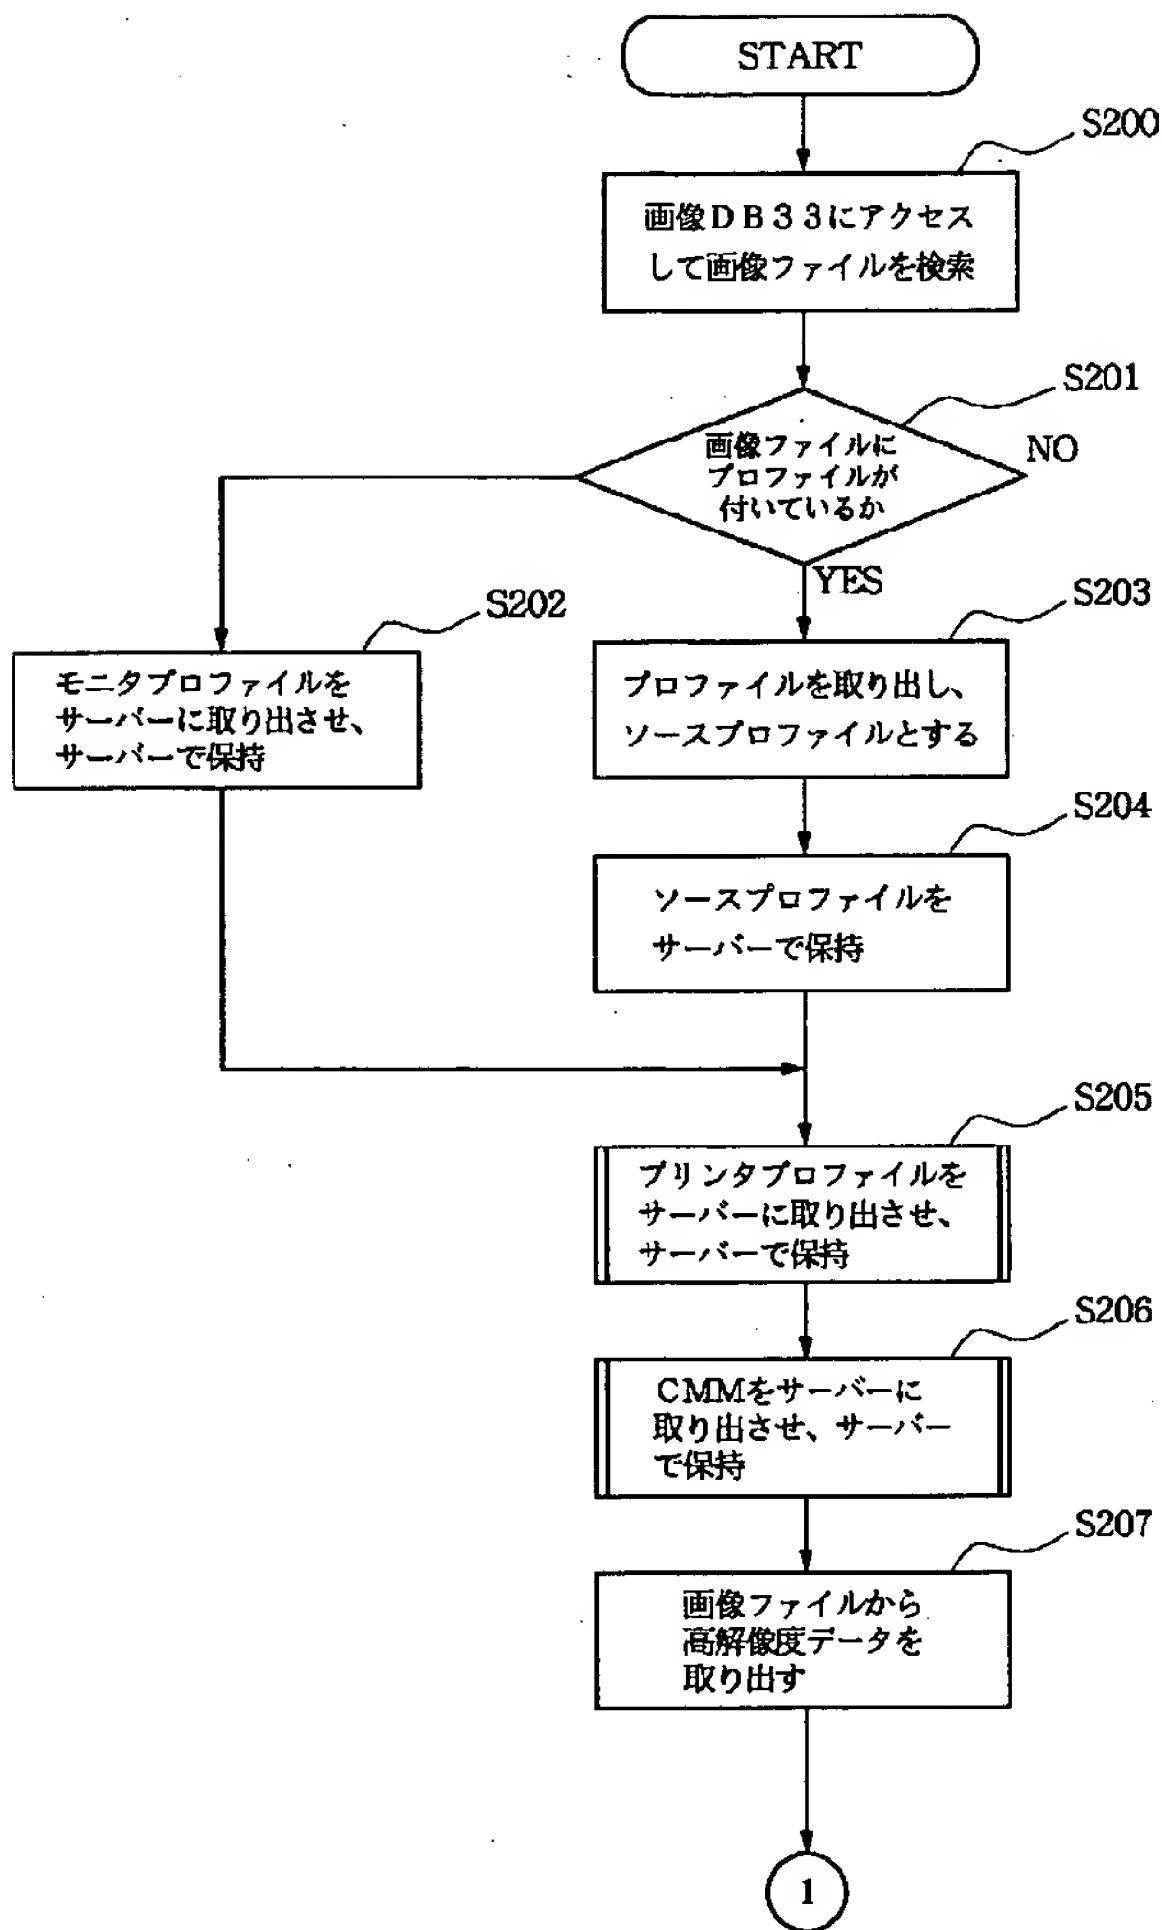 START
S200
画像DB33にアクセス
して画像ファイルを検索
S201
画像ファイルに
プロファイルが
付いているか
NO
YES
S202
モニタプロファイルを
サーバーに取り出させ、
サーバーで保持
S203
プロファイルを取り出し、
ソースプロファイルとする
S204
ソースプロファイルを
サーバーで保持
S205
プリンタプロファイルを
サーバーに取り出させ、
サーバーで保持
S206
CMMをサーバーに
取り出させ、サーバー
で保持
S207
画像ファイルから
高解像度データを
取り出す
1